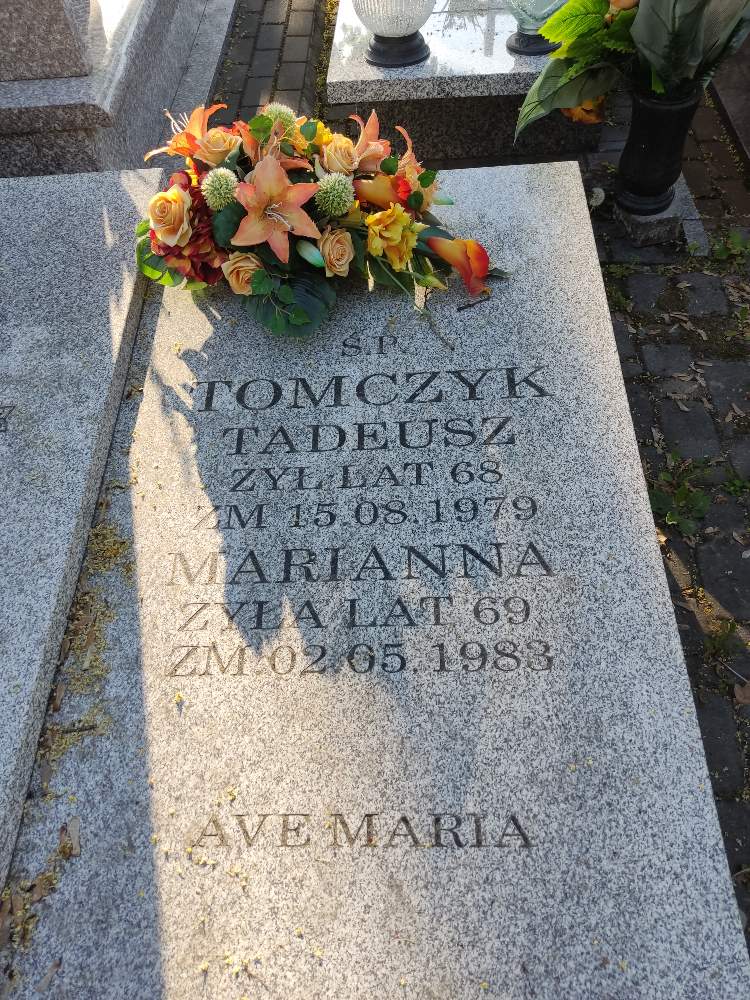 Ś.P.
TOMCZYK
TADEUSZ
ŻYŁ LAT 68
ZM 15.08.1979
MARIANNA
ŻYŁA LAT 69
ZM.02.05.1983
AVE MARIA